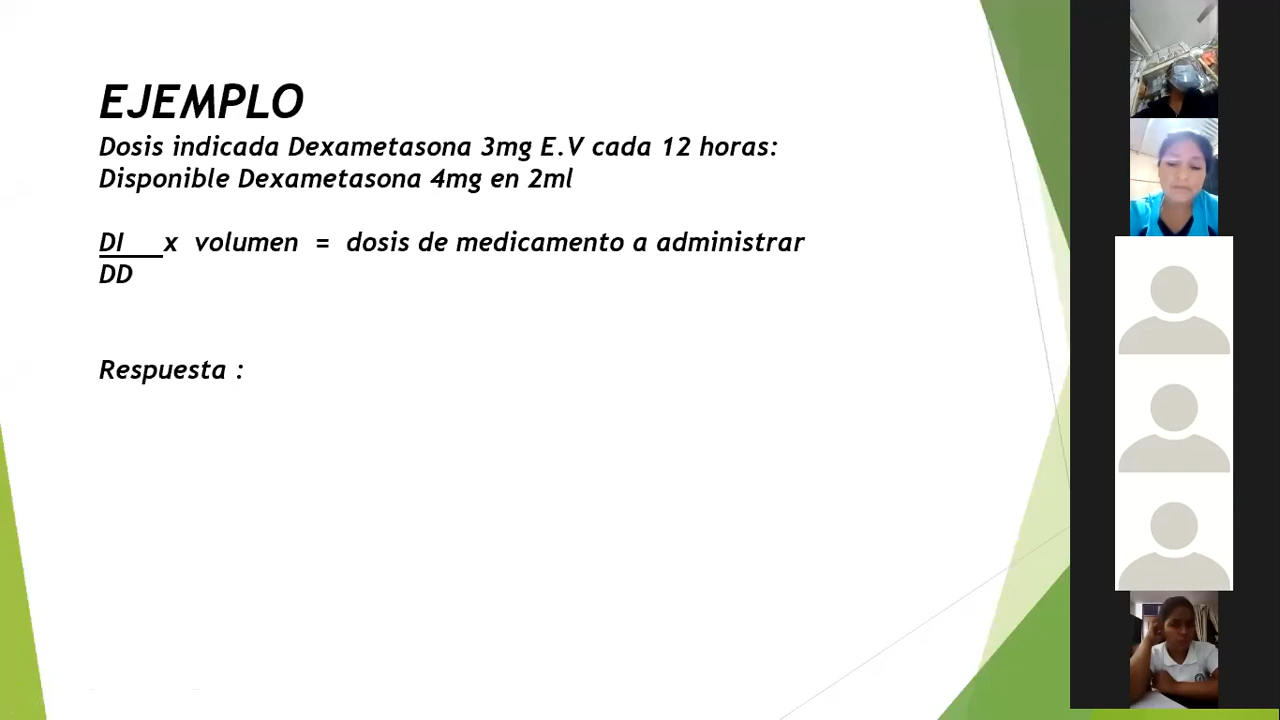 EJEMPLO
Dosis indicada Dexametasona 3mg E.V cada 12 horas:
Disponible Dexametasona 4mg en 2ml
DI x volumen = dosis de medicamento a administrar
DD
Respuesta :